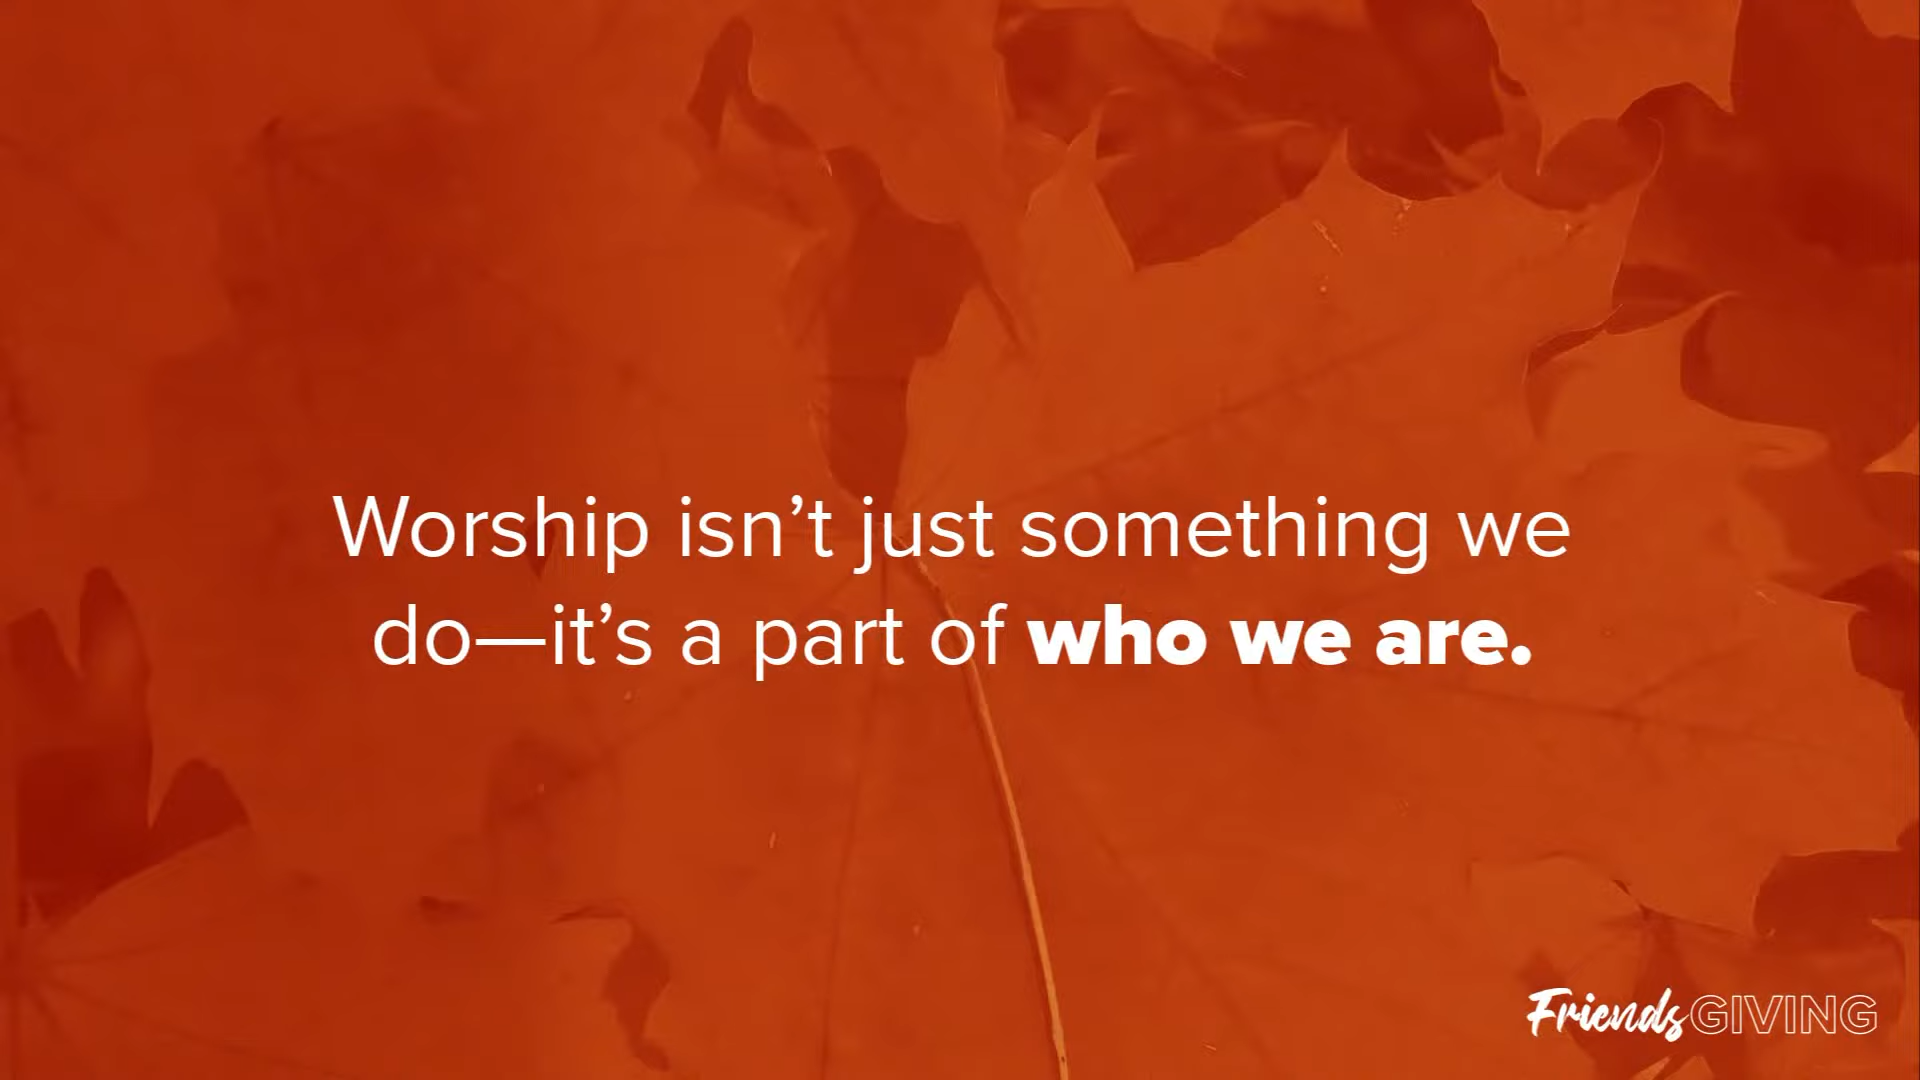 Worship isn’t just something we
do—it’s a part of who we are.
FriendsGIVING